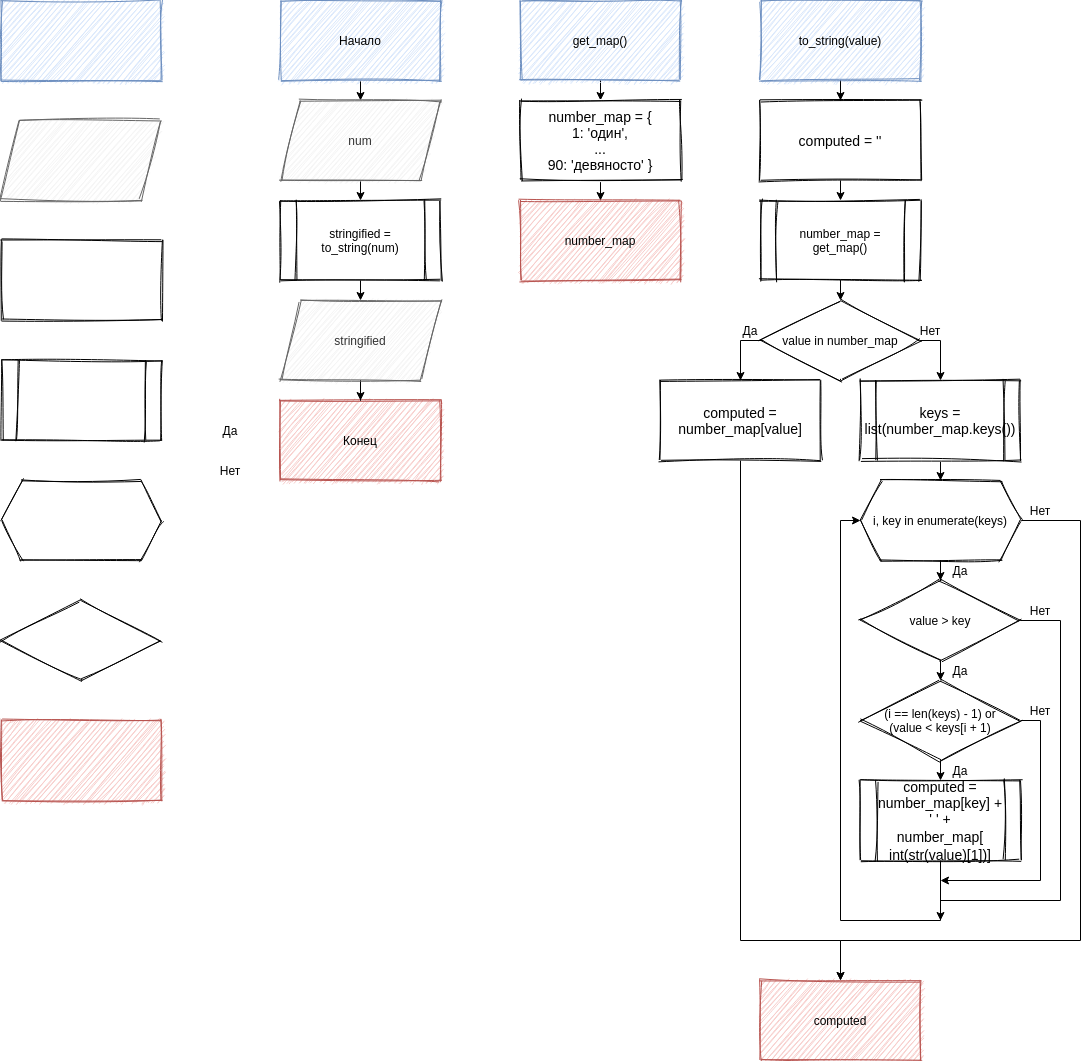 Да
Нет
Начало
num
stringified =
to_string(num)
stringified
Конец
get_map()
number_map = {
1: 'один',
...
90: 'девяносто' }
number_map
to_string(value)
computed = ''
number_map =
get_map()
value in number_map
Да
Нет
computed =
number_map[value]
keys =
list(number_map.keys())
i, key in enumerate(keys)
Нет
Да
value > key
Нет
Да
(i == len(keys) - 1) or
(value < keys[i + 1)
Нет
Да
computed =
number_map[key] +
' ' +
number_map[
int(str(value)[1])]
computed